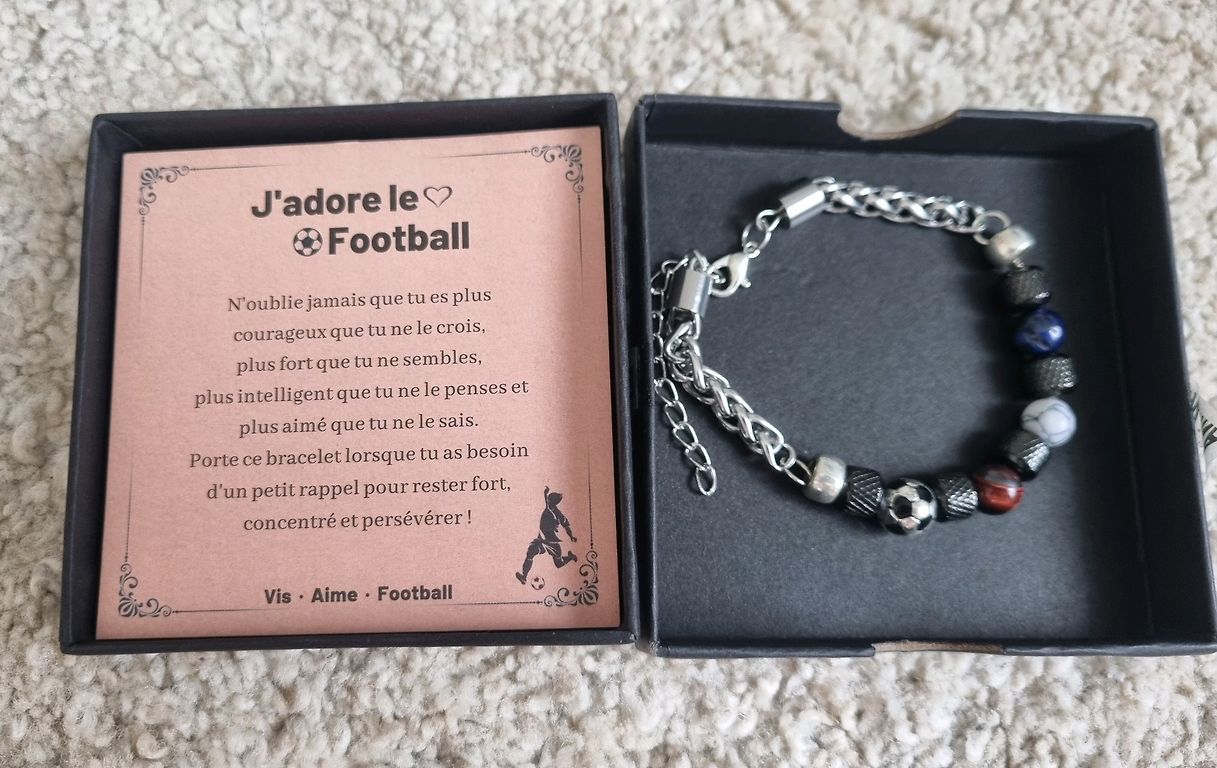 J'adore le
Football
N'oublie jamais que tu es plus
courageux que tu ne le crois,
plus fort que tu ne sembles,
plus intelligent que tu ne le penses et
plus aimé que tu ne le sais.
Porte ce bracelet lorsque tu as besoin
d'un petit rappel pour rester fort,
concentré et persévérer !
Vis · Aime · Football